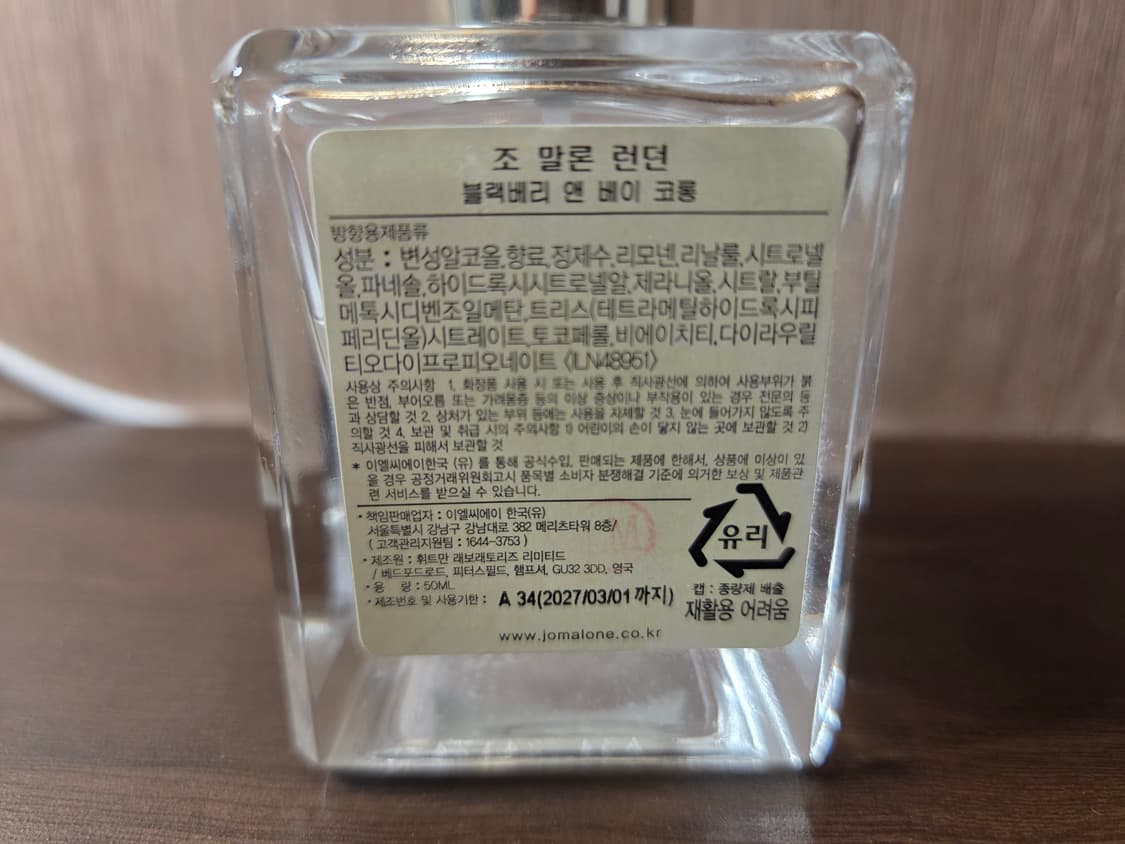 조 말론 런던
블랙베리 앤 베이 코롱
방향용제품류
성분 : 변성알코올,향료,정제수,리모넨,리날룰,시트로넬
올,파네솔,하이드록시시트로넬알,제라니올,시트랄,부틸
메톡시디벤조일메탄,트리스(테트라메틸하이드록시피
페리딘올)시트레이트,토코페롤,비에이치티,다이라우릴
티오다이프로피오네이트 <ILN48951>
사용상 주의사항 1. 화장품 사용 시 또는 사용 후 직사광선에 의하여 사용부위가 붉
은 반점, 부어오름 또는 가려움증 등의 이상 증상이나 부작용이 있는 경우 전문의 등
과 상담할 것 2. 상처가 있는 부위 등에는 사용을 자제할 것 3. 눈에 들어가지 않도록 주
의할 것 4. 보관 및 취급 시의 주의사항 1) 어린이의 손이 닿지 않는 곳에 보관할 것 2)
직사광선을 피해서 보관할 것
* 이엘씨에이한국 (유) 를 통해 공식수입, 판매되는 제품에 한해서, 상품에 이상이 있
을 경우 공정거래위원회고시 품목별 소비자 분쟁해결 기준에 의거한 보상 및 제품관
련 서비스를 받으실 수 있습니다.
· 책임판매업자 : 이엘씨에이 한국(유)
서울특별시 강남구 강남대로 382 메리츠타워 8층/
( 고객관리지원팀 : 1644-3753 )
· 제조원 : 휘트만 래보래토리즈 리미티드
/ 베드포드로드, 피터스필드, 햄프셔, GU32 3DD, 영국
· 용 량 : 50ML
· 제조번호 및 사용기한 : A 34(2027/03/01까지)
유리
캡 : 종량제 배출
재활용 어려움
www.jomalone.co.kr